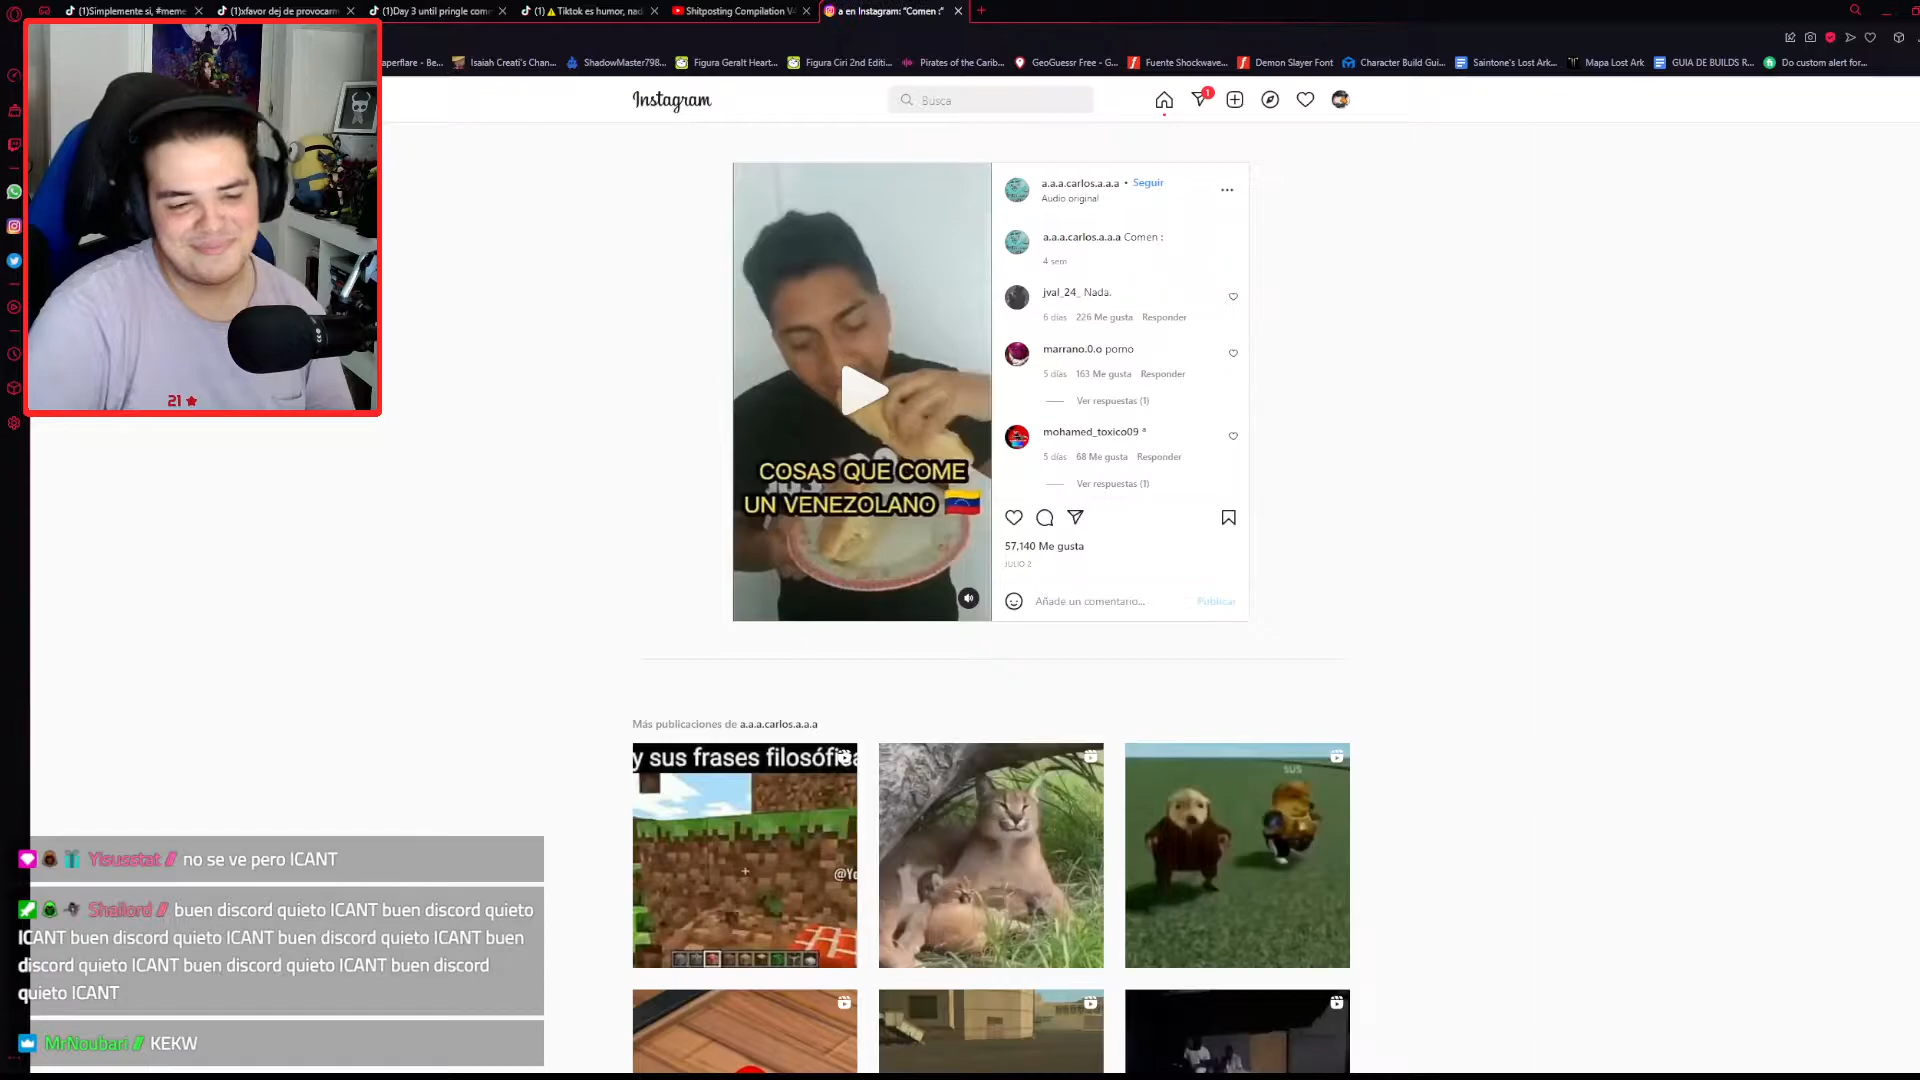 (1)Simplemente si, #meme
(1)xfavor dej de provocarm
(1)Day 3 until pringle come
(1)⚠Tiktok es humor, nad
Shitposting Compilation V
a en Instagram: "Comen :"
aperflare - Be...
Isaiah Creati's Chan...
ShadowMaster798...
Figura Geralt Heart...
Figura Ciri 2nd Editi...
Pirates of the Carib...
GeoGuessr Free - G...
Fuente Shockwave...
Demon Slayer Font
Character Build Gui...
Saintone's Lost Ark...
Mapa Lost Ark
GUIA DE BUILDS R...
Do custom alert for...
Instagram
Busca
1
21
COSAS QUE COME
UN VENEZOLANO
a.a.a.carlos.a.a.a • Seguir
Audio original
a.a.a.carlos.a.a.a Comen :
4 sem
jval_24_ Nada.
6 días 226 Me gusta Responder
marrano.0.o porno
5 días 163 Me gusta Responder
Ver respuestas (1)
mohamed_toxico09 ª
5 días 68 Me gusta Responder
Ver respuestas (1)
57,140 Me gusta
JULIO 2
Añade un comentario...
Publicar
Más publicaciones de a.a.a.carlos.a.a.a
y sus frases filosófica
@Yo
SUS
Yisusstat no se ve pero ICANT
Shailord buen discord quieto ICANT buen discord quieto
ICANT buen discord quieto ICANT buen discord quieto ICANT buen
discord quieto ICANT buen discord quieto ICANT buen discord
quieto ICANT
MrNoubari KEKW